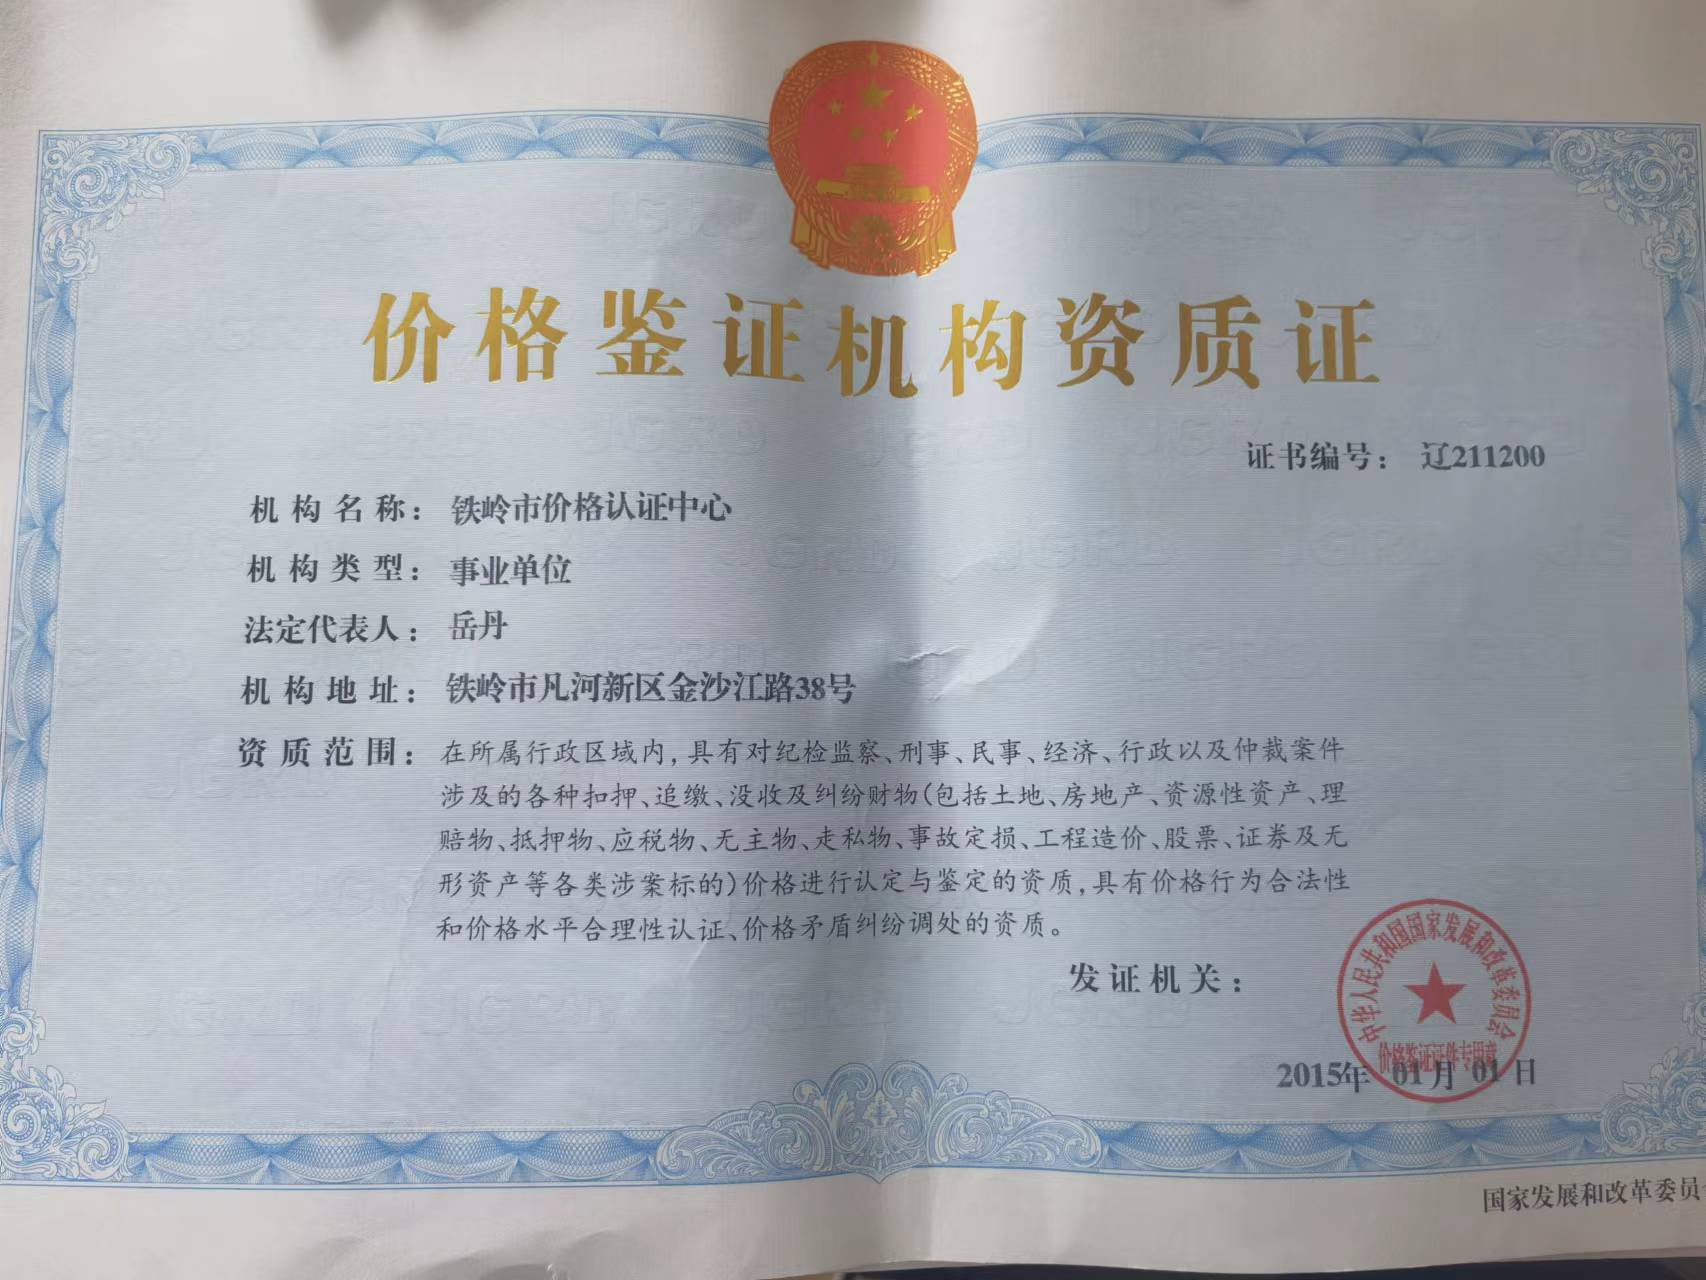 价格鉴证机构资质证
证书编号： 辽211200
机构名称：铁岭市价格认证中心
机构类型：事业单位
法定代表人：岳丹
机构地址：铁岭市凡河新区金沙江路38号
资质范围：在所属行政区域内，具有对纪检监察、刑事、民事、经济、行政以及仲裁案件
涉及的各种扣押、追缴、没收及纠纷财物（包括土地、房地产、资源性资产、理
赔物、抵押物、应税物、无主物、走私物、事故定损、工程造价、股票、证券及无
形资产等各类涉案标的）价格进行认定与鉴定的资质，具有价格行为合法性
和价格水平合理性认证、价格矛盾纠纷调处的资质。
发证机关：
中华人民共和国国家发展和改革委员会
价格鉴证证件专用章
2015年 01月 01日
国家发展和改革委员